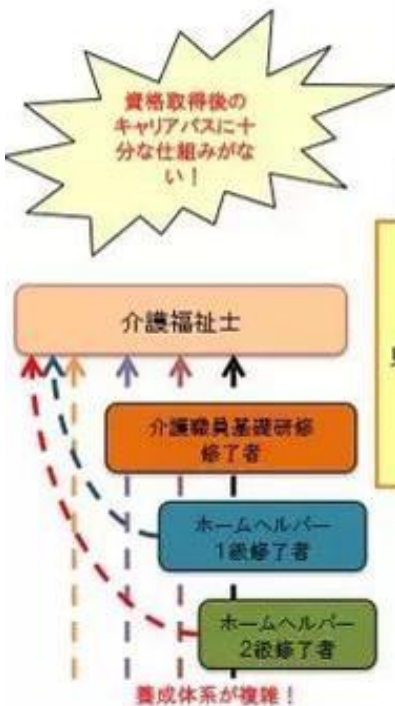 資格取得後の
キャリアパスに十
分な仕組みがな
い！
介護福祉士
介護職員基礎研修
修了者
ホームヘルパー
1級修了者
ホームヘルパー
2級修了者
養成体系が複雑！